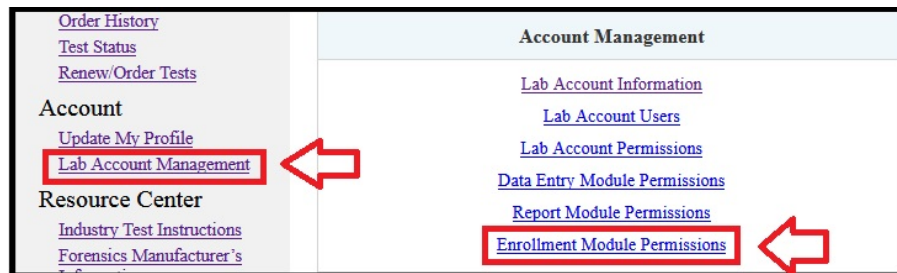 Order History
Test Status
Renew/Order Tests
Account
Update My Profile
Lab Account Management
Resource Center
Industry Test Instructions
Forensics Manufacturer's
Account Management
Lab Account Information
Lab Account Users
Lab Account Permissions
Data Entry Module Permissions
Report Module Permissions
Enrollment Module Permissions